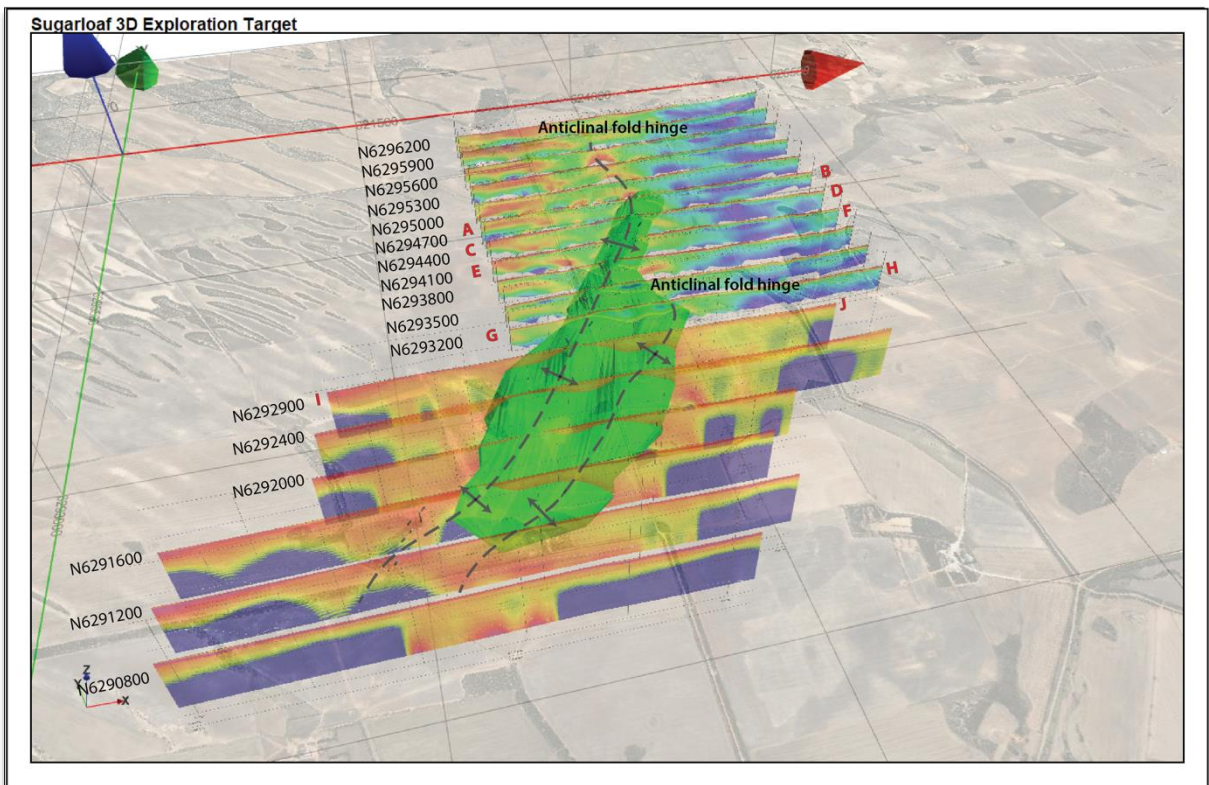 Sugarloaf 3D Exploration Target
Anticlinal fold hinge
N6296200
N6295900
N6295600
N6295300
N6295000
N6294700
N6294400
N6294100
N6293800
N6293500
N6293200
A
C
E
G
B
D
F
H
J
Anticlinal fold hinge
I
N6292900
N6292400
N6292000
N6291600
N6291200
N6290800
Z
Y
X